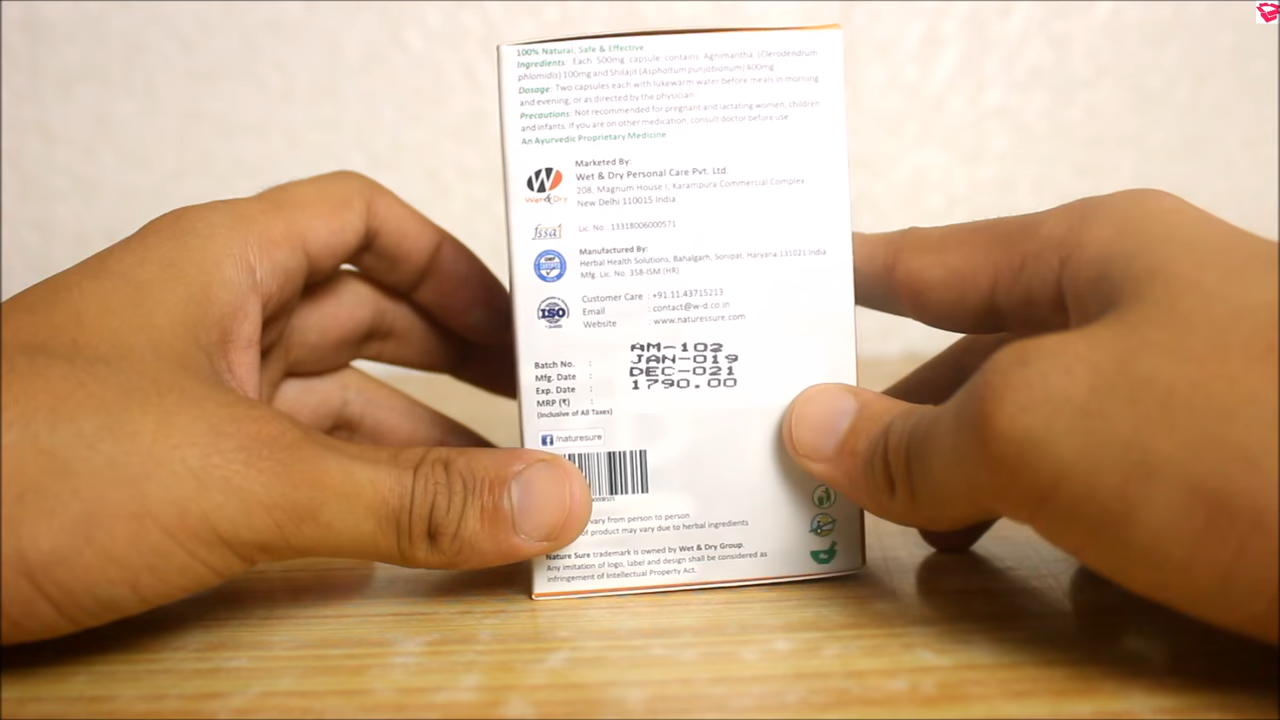 100% Natural, Safe & Effective
Ingredients: Each 500mg capsule contains Agnimantha (Clerodendrum
phlomidis) 100mg and Shilajit (Asphaltum punjabianum) 400mg
Dosage: Two capsules each with lukewarm water before meals in morning
and evening, or as directed by the physician.
Precautions: Not recommended for pregnant and lactating women, children
and infants. If you are on other medication, consult doctor before use
An Ayurvedic Proprietary Medicine
Marketed By:
Wet & Dry Personal Care Pvt. Ltd.
208, Magnum House I, Karampura Commercial Complex
New Delhi 110015 India
W
Wet & Dry
fssai
Lic. No. 13318006000571
Manufactured By:
Herbal Health Solutions, Bahalgarh, Sonipat, Haryana 131021 India
Mfg. Lic. No. 358-ISM (HR)
GMP
CERTIFIED
ISO
Customer Care : +91.11.43715213
Email : contact@w-d.co.in
Website : www.naturessure.com
Batch No. : AM-102
Mfg. Date : JAN-019
Exp. Date : DEC-021
MRP (₹) : 1790.00
(Inclusive of All Taxes)
f /naturesure
vary from person to person
of product may vary due to herbal ingredients
Nature Sure trademark is owned by Wet & Dry Group.
Any imitation of logo, label and design shall be considered as
infringement of Intellectual Property Act.